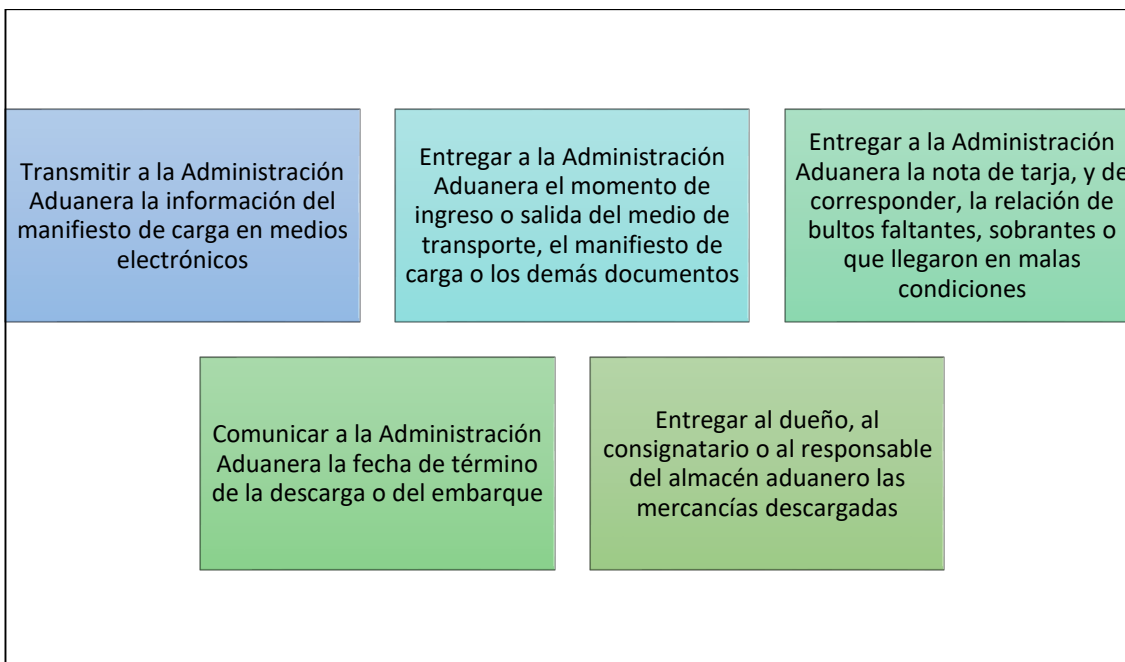 Transmitir a la Administración
Aduanera la información del
manifiesto de carga en medios
electrónicos
Entregar a la Administración
Aduanera el momento de
ingreso o salida del medio de
transporte, el manifiesto de
carga o los demás documentos
Entregar a la Administración
Aduanera la nota de tarja, y de
corresponder, la relación de
bultos faltantes, sobrantes o
que llegaron en malas
condiciones
Comunicar a la Administración
Aduanera la fecha de término
de la descarga o del embarque
Entregar al dueño, al
consignatario o al responsable
del almacén aduanero las
mercancías descargadas